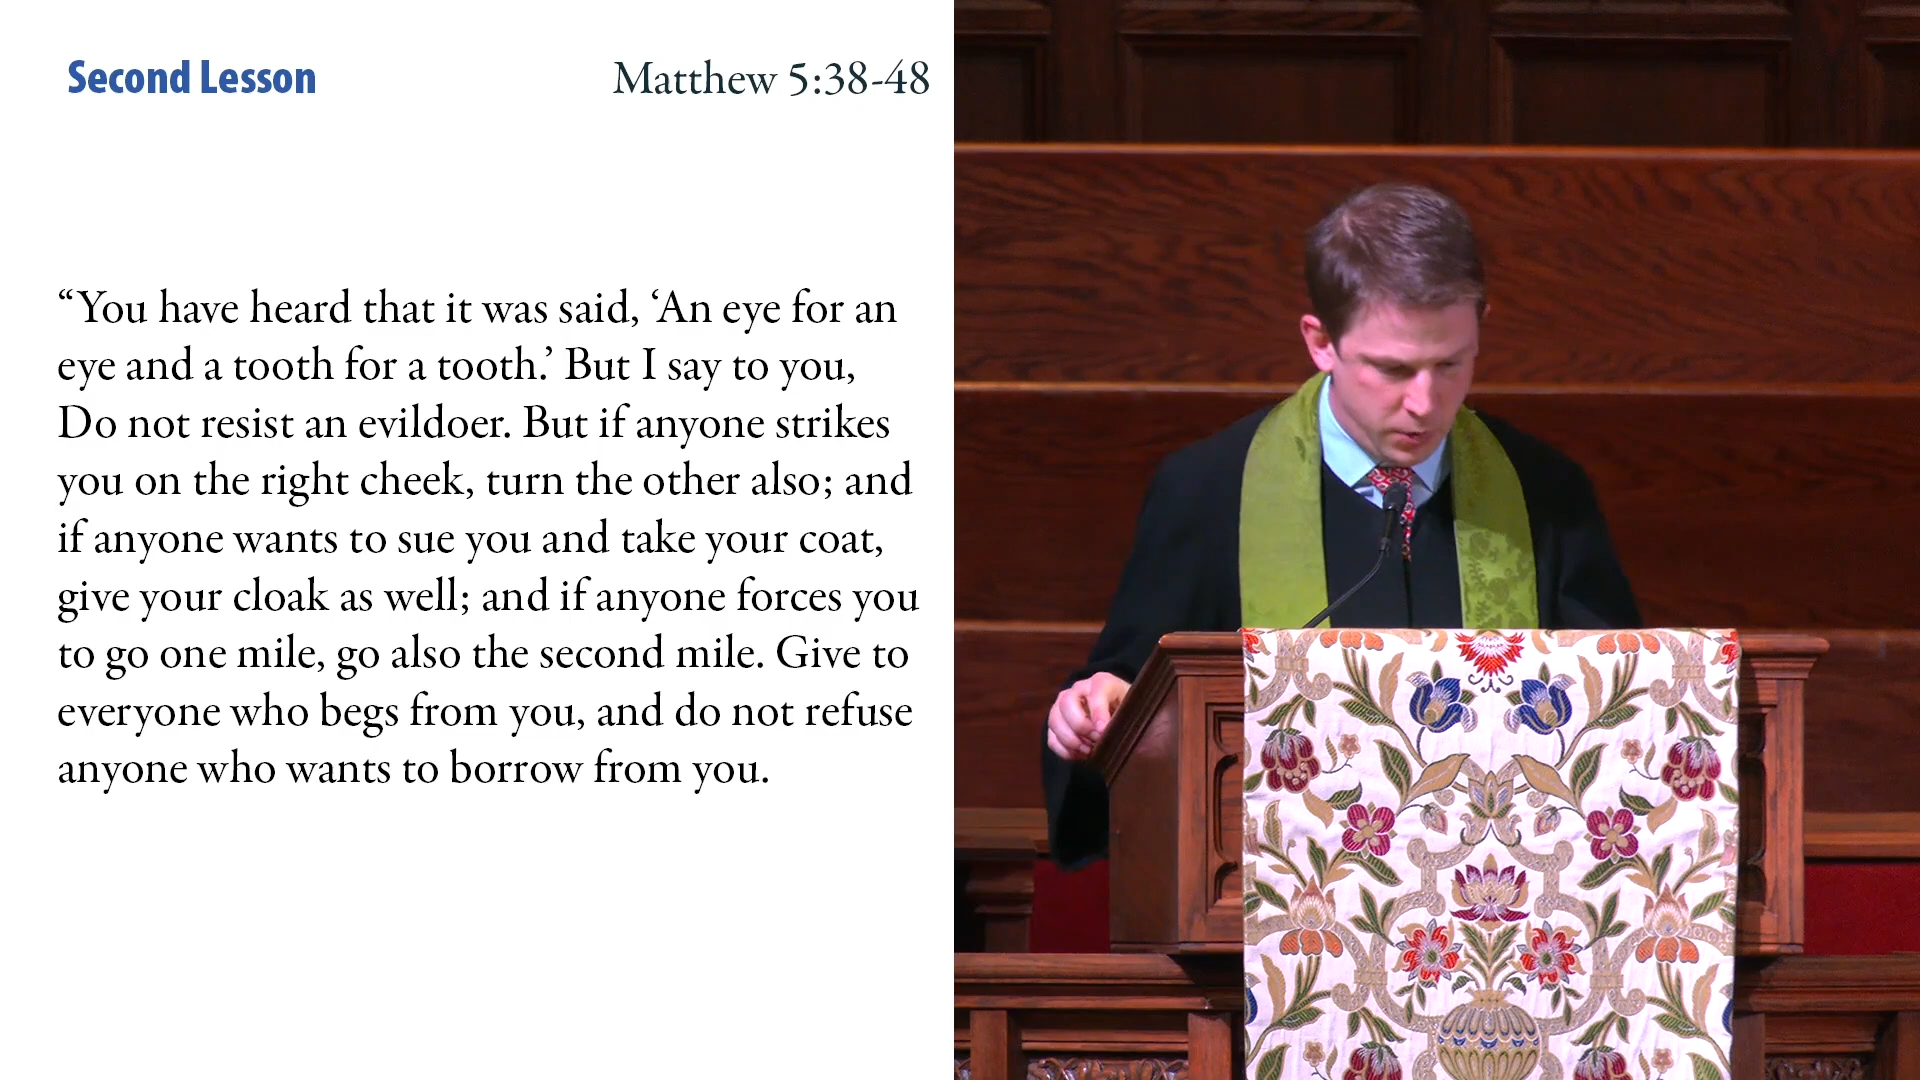 Second Lesson Matthew 5:38-48
“You have heard that it was said, ‘An eye for an
eye and a tooth for a tooth.’ But I say to you,
Do not resist an evildoer. But if anyone strikes
you on the right cheek, turn the other also; and
if anyone wants to sue you and take your coat,
give your cloak as well; and if anyone forces you
to go one mile, go also the second mile. Give to
everyone who begs from you, and do not refuse
anyone who wants to borrow from you.